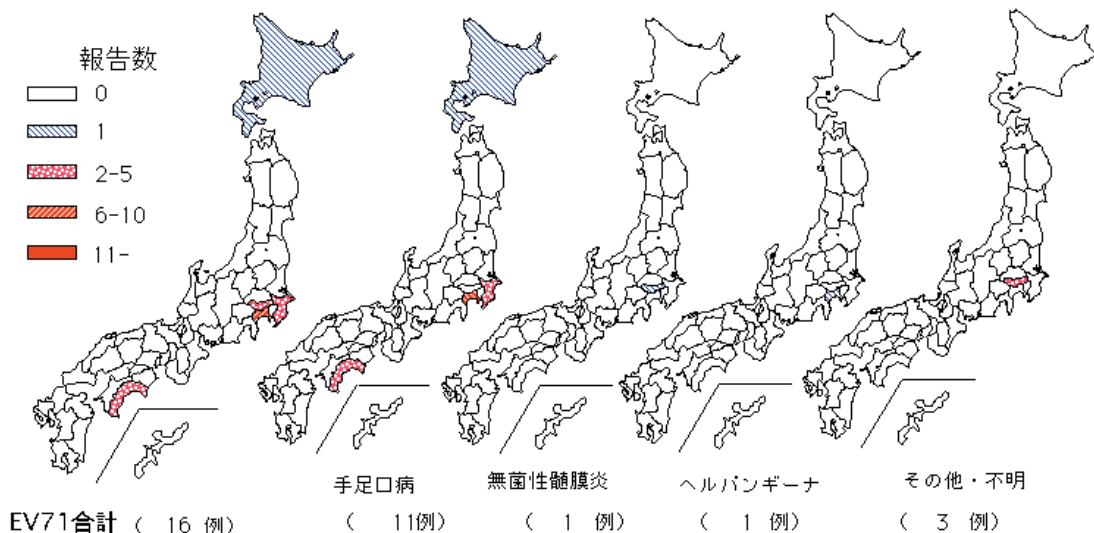 報告数
0
1
2-5
6-10
11-
手足口病
無菌性髄膜炎
ヘルパンギーナ
その他・不明
EV71合計 ( 16 例)
( 11例)
( 1 例)
( 1 例)
( 3 例)